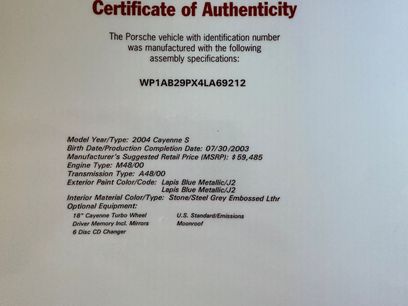 Certificate of Authenticity
The Porsche vehicle with identification number
was manufactured with the following
assembly specifications:
WP1AB29PX4LA69212
Model Year/Type: 2004 Cayenne S
Birth Date/Production Completion Date: 07/30/2003
Manufacturer's Suggested Retail Price (MSRP): $59,485
Engine Type: M48/00
Transmission Type: A48/00
Exterior Paint Color/Code: Lapis Blue Metallic/J2
Lapis Blue Metallic/J2
Interior Material Color/Type: Stone/Steel Grey Embossed Lthr
Optional Equipment:
18" Cayenne Turbo Wheel U.S. Standard/Emissions
Driver Memory Incl. Mirrors Moonroof
6 Disc CD Changer